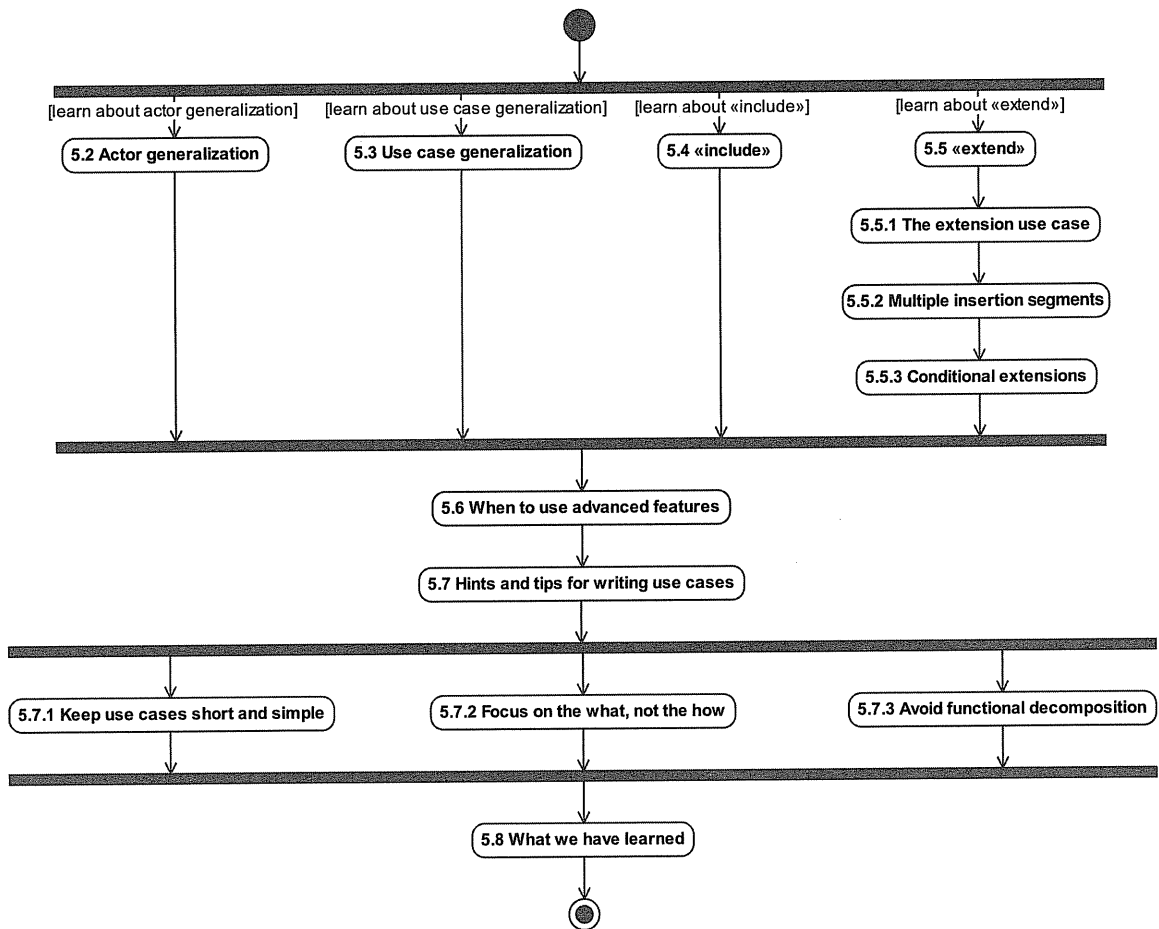 [learn about actor generalization]
[learn about use case generalization]
[learn about «include»]
[learn about «extend»]
5.2 Actor generalization
5.3 Use case generalization
5.4 «include»
5.5 «extend»
5.5.1 The extension use case
5.5.2 Multiple insertion segments
5.5.3 Conditional extensions
5.6 When to use advanced features
5.7 Hints and tips for writing use cases
5.7.1 Keep use cases short and simple
5.7.2 Focus on the what, not the how
5.7.3 Avoid functional decomposition
5.8 What we have learned